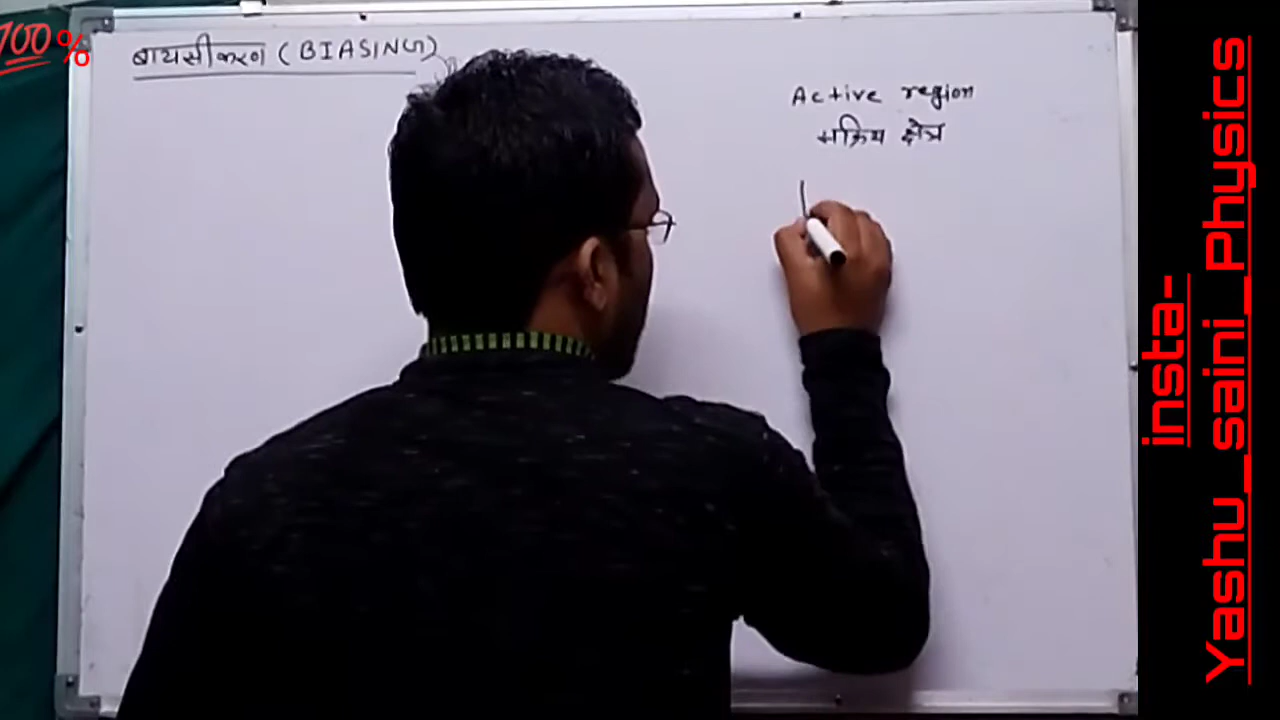 100%
बायसीकरण (BIASING)
Active region
सक्रिय क्षेत्र
insta-
Yashu_saini_Physics